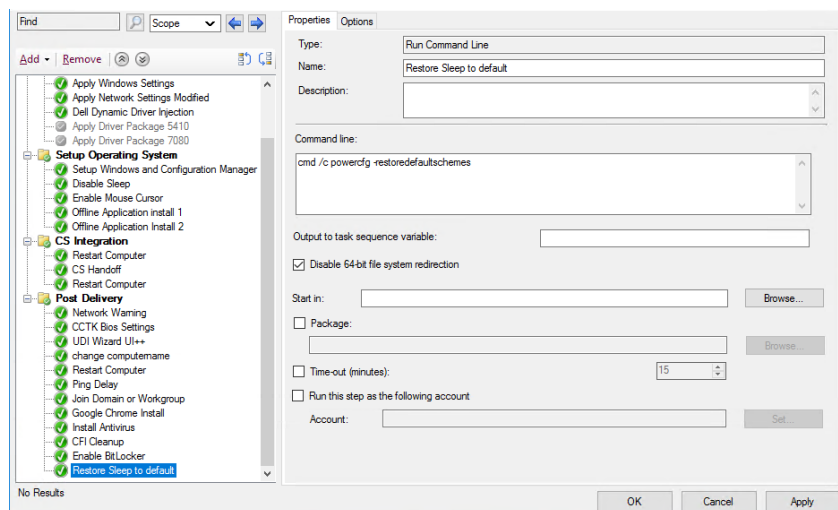 Find
Scope
Add
Remove
Apply Windows Settings
Apply Network Settings Modified
Dell Dynamic Driver Injection
Apply Driver Package 5410
Apply Driver Package 7080
Setup Operating System
Setup Windows and Configuration Manager
Disable Sleep
Enable Mouse Cursor
Offline Application install 1
Offline Application Install 2
CS Integration
Restart Computer
CS Handoff
Restart Computer
Post Delivery
Network Warning
CCTK Bios Settings
UDI Wizard UI++
change computername
Restart Computer
Ping Delay
Join Domain or Workgroup
Google Chrome Install
Install Antivirus
CFI Cleanup
Enable BitLocker
Restore Sleep to default
No Results
Properties
Options
Type:
Run Command Line
Name:
Restore Sleep to default
Description:
Command line:
cmd /c powercfg -restoredefaultschemes
Output to task sequence variable:
Disable 64-bit file system redirection
Start in:
Browse...
Package:
Browse...
Time-out (minutes):
15
Run this step as the following account
Account:
Set...
OK
Cancel
Apply